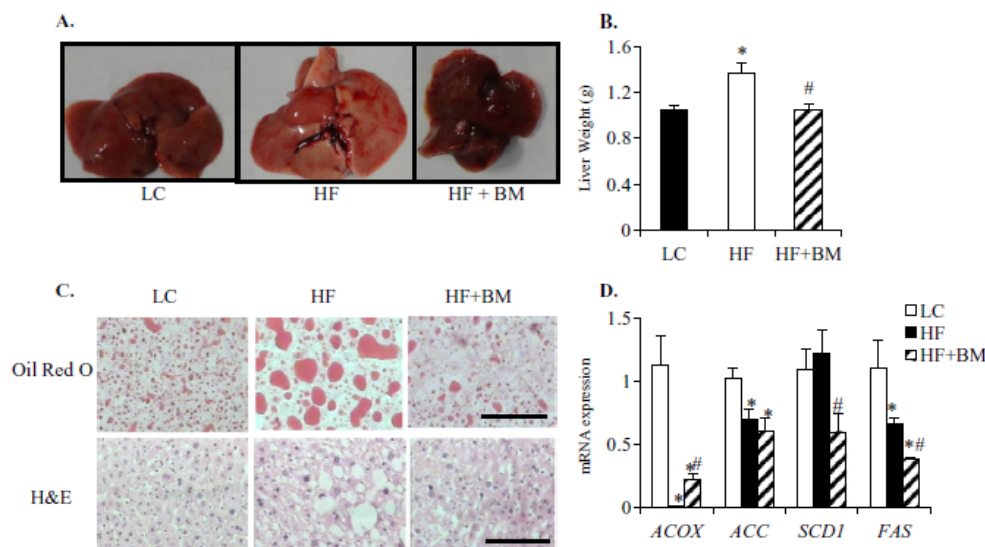 A.
LC HF HF + BM
B.
Liver Weight (g)
1.6
*
#
1.2
0.8
0.4
0
LC HF HF+BM
C.
LC HF HF+BM
Oil Red O
H&E
D.
LC
HF
HF+BM
mRNA expression
1.5
1
0.5
0
* *
#
*
*#
*
*#
ACOX ACC SCD1 FAS